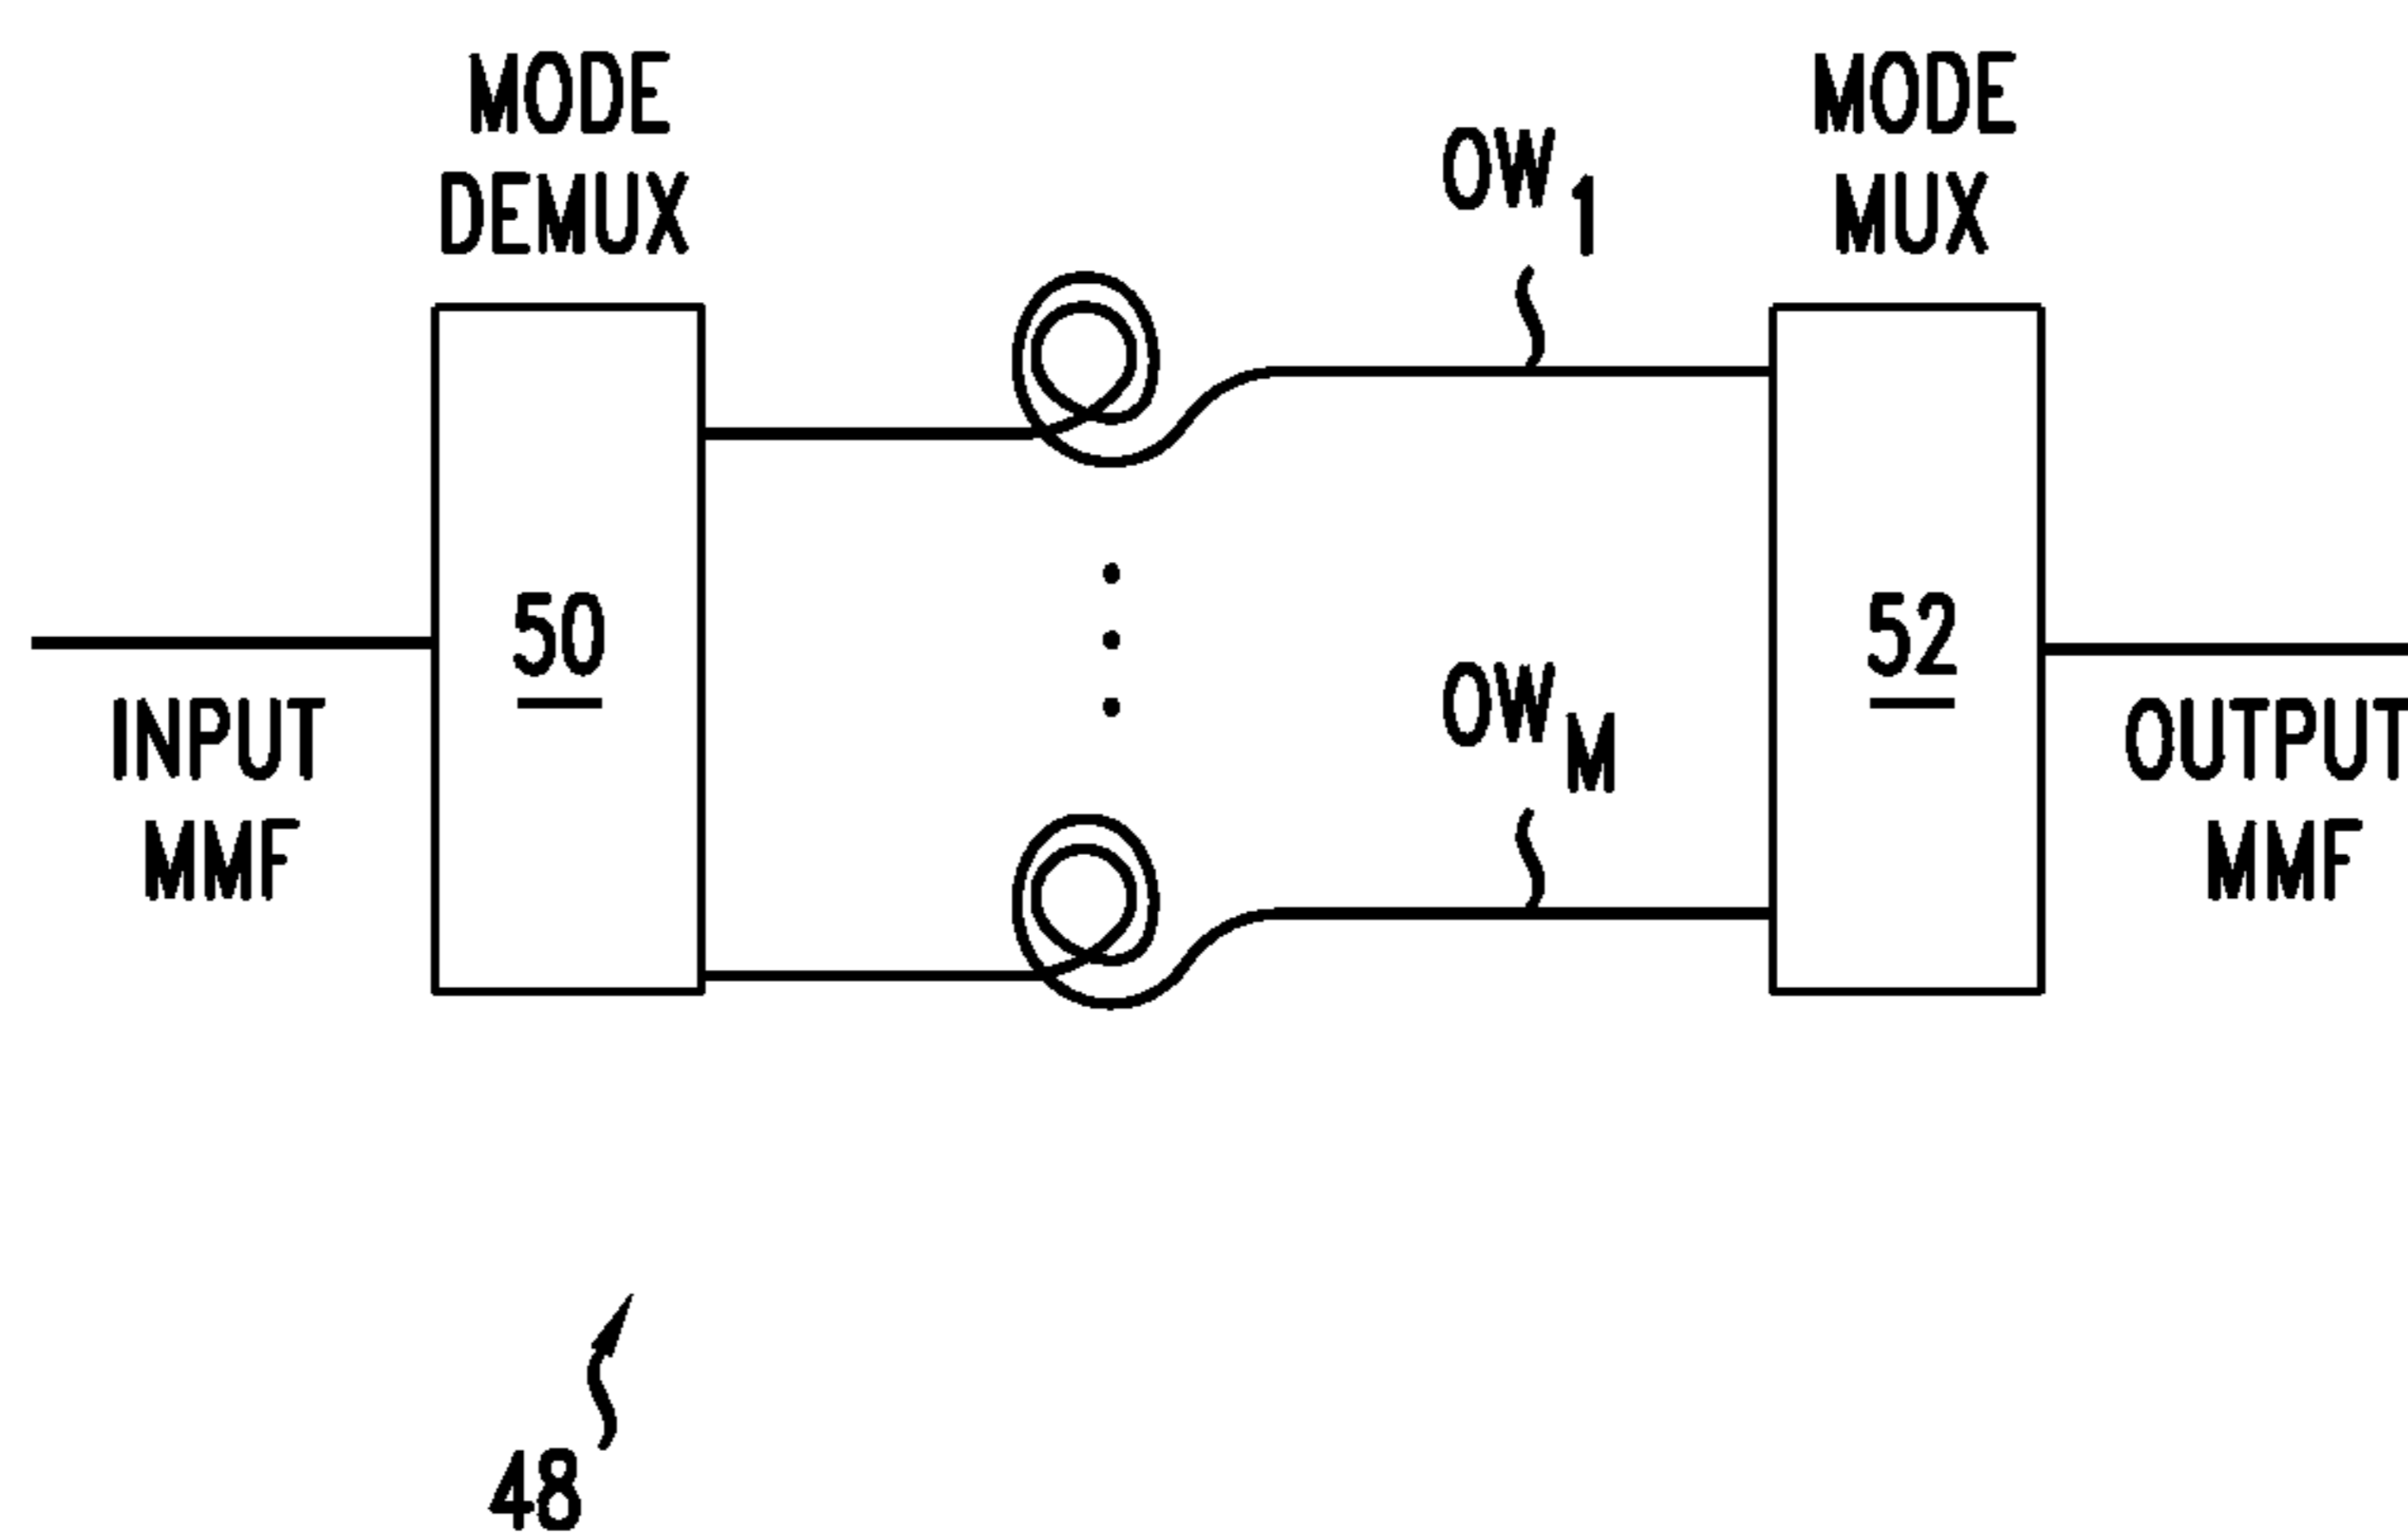 MODE
DEMUX
OW1
MODE
MUX
50
52
INPUT
MMF
OWM
OUTPUT
MMF
48